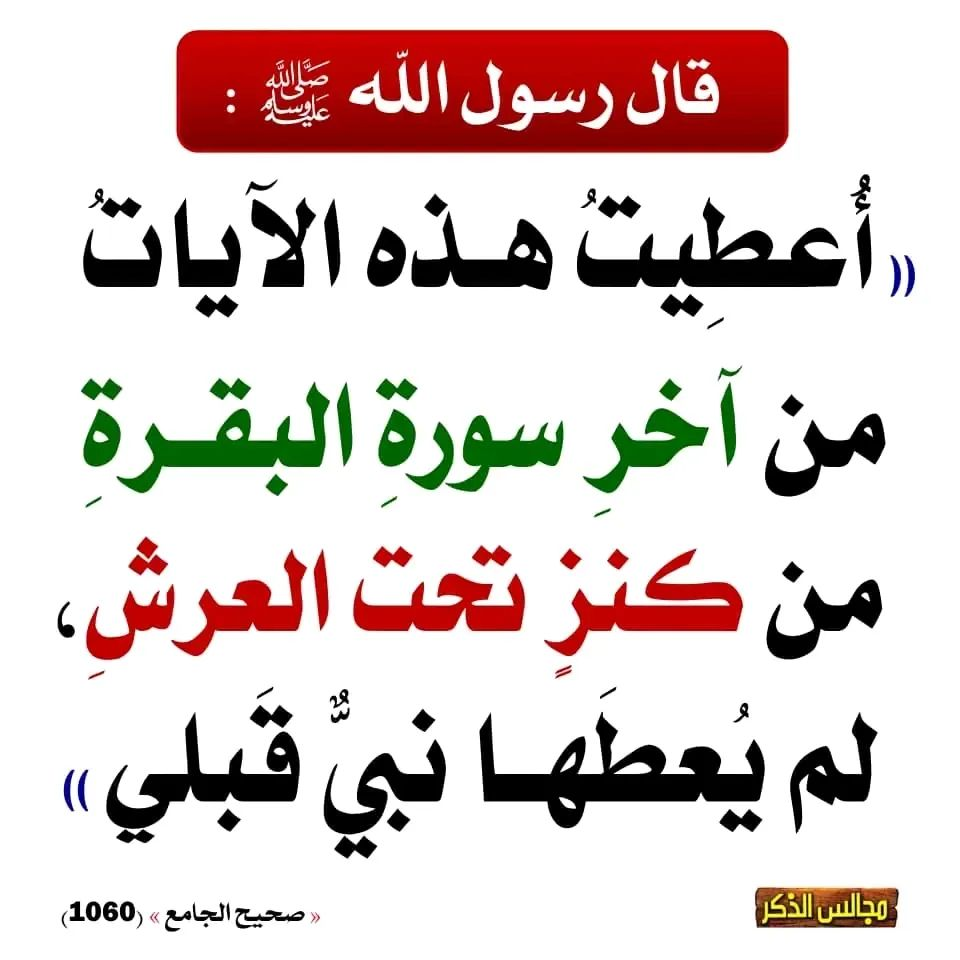 قال رسول الله ﷺ :
(( أُعطِيتُ هـذه الآياتُ
من آخرِ سورةِ البقـرةِ
من كنزٍ تحت العرشِ،
لم يُعطَهـا نبيٌّ قَبلي ))
« صحيح الجامع » (1060)
مجالس الذكر